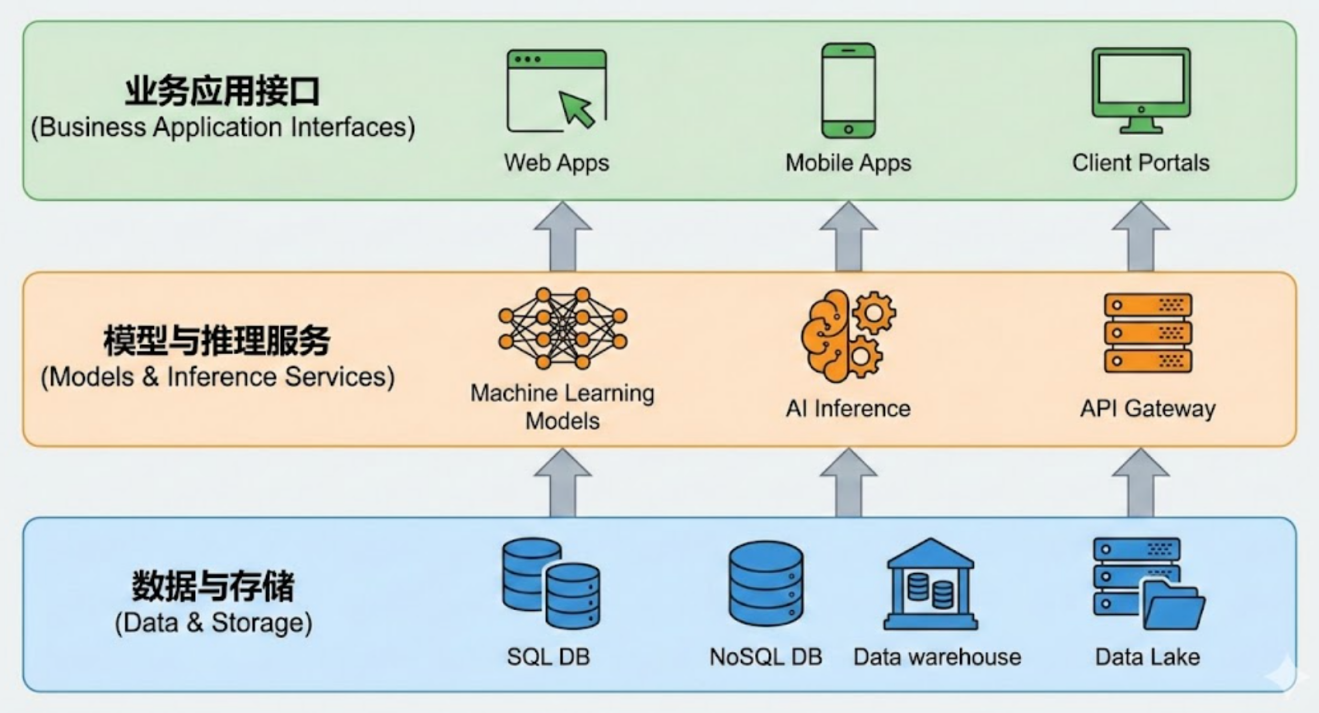 业务应用接口
(Business Application Interfaces)
Web Apps
Mobile Apps
Client Portals
模型与推理服务
(Models & Inference Services)
Machine Learning
Models
AI Inference
API Gateway
数据与存储
(Data & Storage)
SQL DB
NoSQL DB
Data warehouse
Data Lake